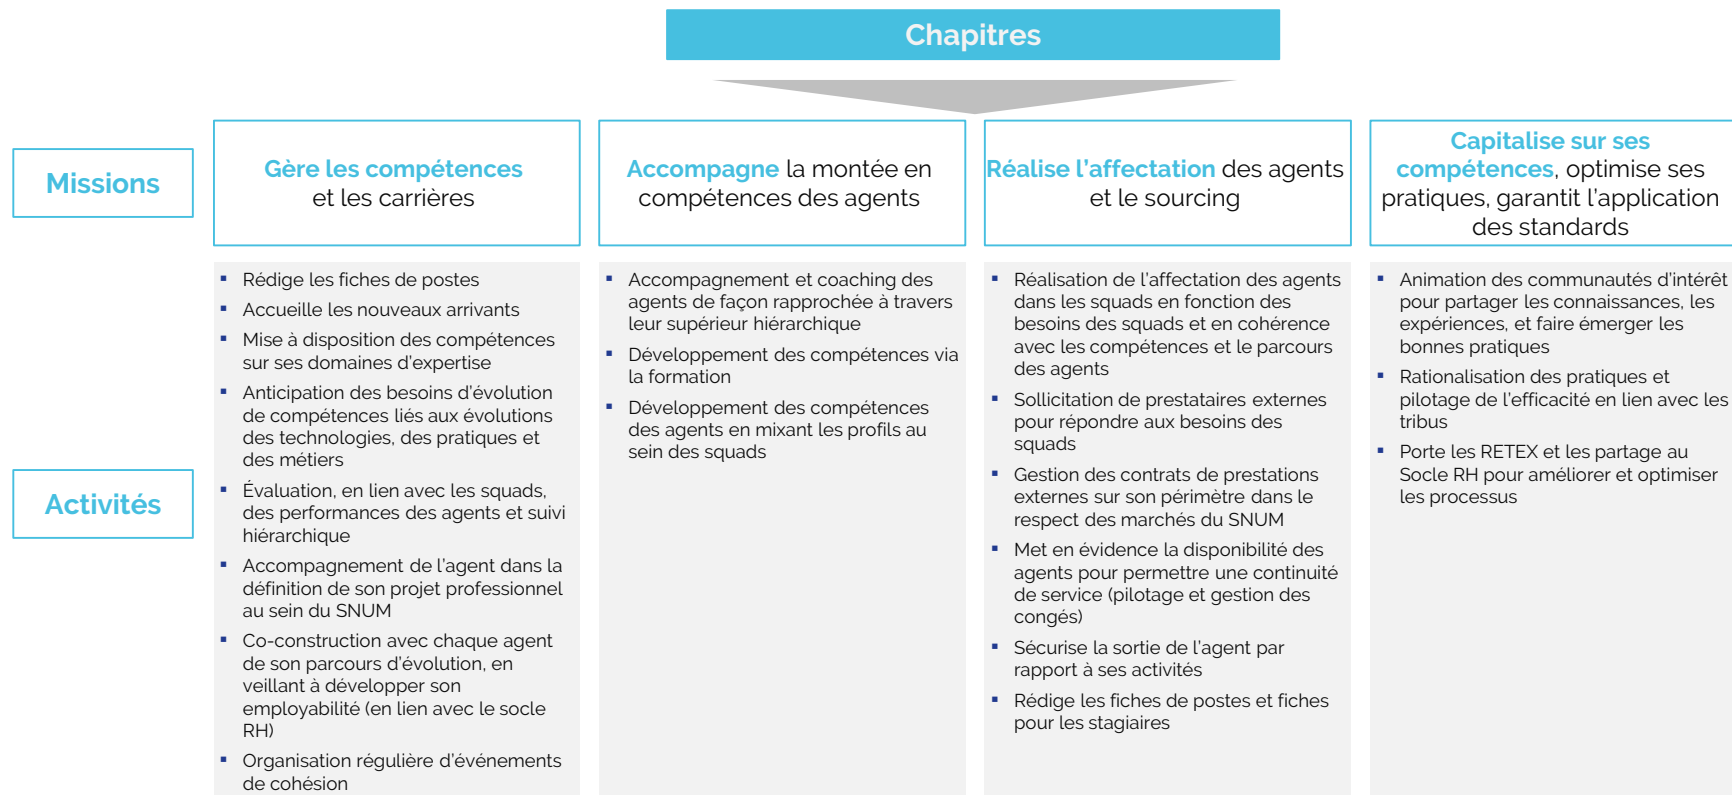 Chapitres
Missions
Gère les compétences
et les carrières
Accompagne la montée en
compétences des agents
Réalise l'affectation des agents
et le sourcing
Capitalise sur ses
compétences, optimise ses
pratiques, garantit l'application
des standards
Activités
▪ Rédige les fiches de postes
▪ Accueille les nouveaux arrivants
▪ Mise à disposition des compétences
sur ses domaines d'expertise
▪ Anticipation des besoins d'évolution
de compétences liés aux évolutions
des technologies, des pratiques et
des métiers
▪ Évaluation, en lien avec les squads,
des performances des agents et suivi
hiérarchique
▪ Accompagnement de l'agent dans la
définition de son projet professionnel
au sein du SNUM
▪ Co-construction avec chaque agent
de son parcours d'évolution, en
veillant à développer son
employabilité (en lien avec le socle
RH)
▪ Organisation régulière d'événements
de cohésion
▪ Accompagnement et coaching des
agents de façon rapprochée à travers
leur supérieur hiérarchique
▪ Développement des compétences via
la formation
▪ Développement des compétences
des agents en mixant les profils au
sein des squads
▪ Réalisation de l'affectation des agents
dans les squads en fonction des
besoins des squads et en cohérence
avec les compétences et le parcours
des agents
▪ Sollicitation de prestataires externes
pour répondre aux besoins des
squads
▪ Gestion des contrats de prestations
externes sur son périmètre dans le
respect des marchés du SNUM
▪ Met en évidence la disponibilité des
agents pour permettre une continuité
de service (pilotage et gestion des
congés)
▪ Sécurise la sortie de l'agent par
rapport à ses activités
▪ Rédige les fiches de postes et fiches
pour les stagiaires
▪ Animation des communautés d'intérêt
pour partager les connaissances, les
expériences, et faire émerger les
bonnes pratiques
▪ Rationalisation des pratiques et
pilotage de l'efficacité en lien avec les
tribus
▪ Porte les RETEX et les partage au
Socle RH pour améliorer et optimiser
les processus